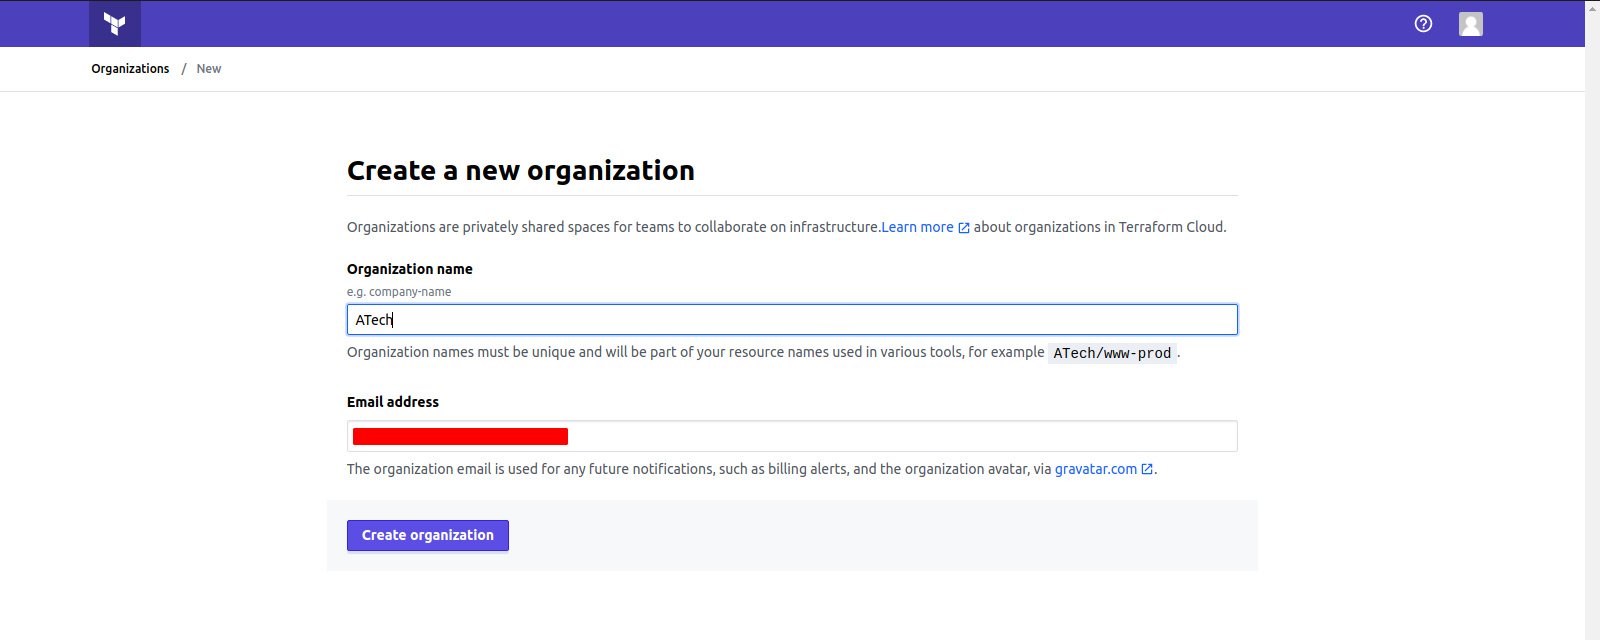 Organizations / New
Create a new organization
Organizations are privately shared spaces for teams to collaborate on infrastructure.Learn more about organizations in Terraform Cloud.
Organization name
e.g. company-name
ATech
Organization names must be unique and will be part of your resource names used in various tools, for example ATech/www-prod .
Email address
The organization email is used for any future notifications, such as billing alerts, and the organization avatar, via gravatar.com.
Create organization